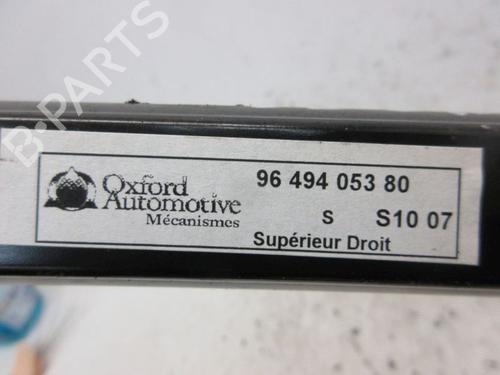 B-PARTS
Oxford
Automotive
Mécanismes
96 494 053 80
S S10 07
Supérieur Droit